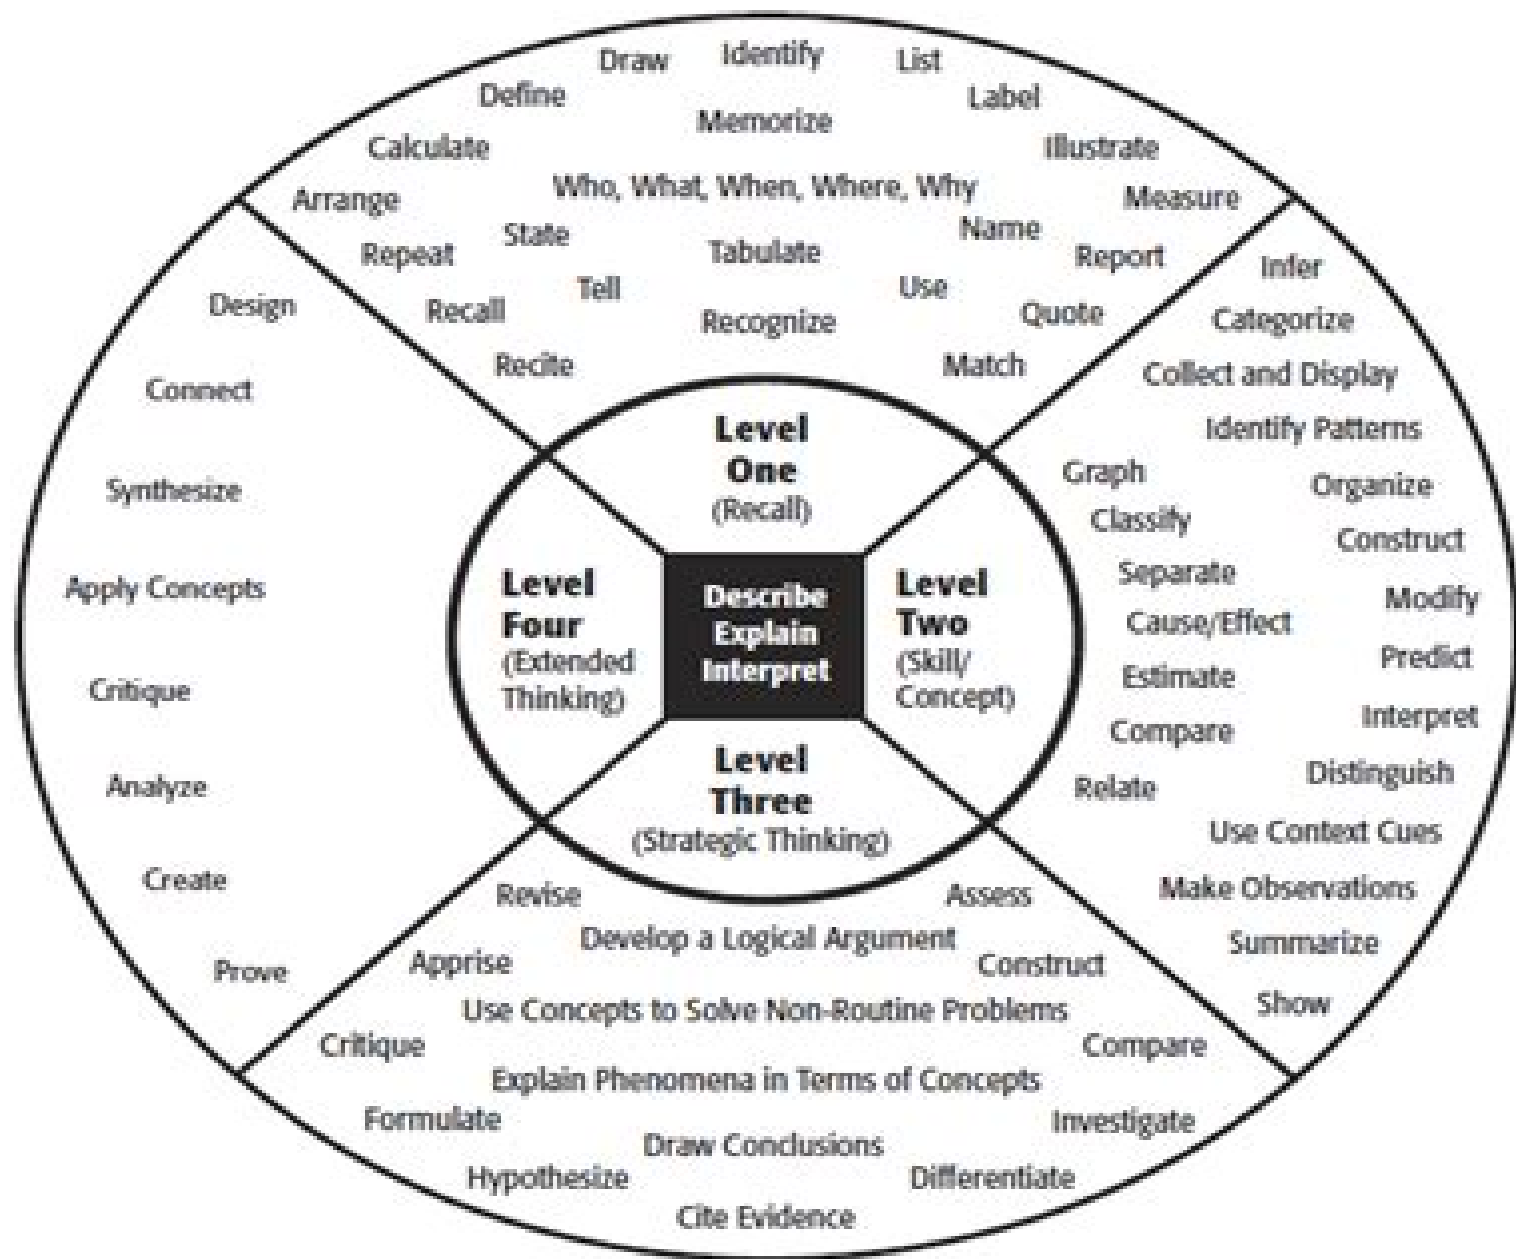 Draw Identify List
Define Label
Memorize
Calculate Illustrate
Who, What, When, Where, Why
Arrange Measure
State Name
Repeat Tabulate Report
Tell Use
Recall Recognize Quote
Recite Match
Level
One
(Recall)
Infer
Categorize
Collect and Display
Identify Patterns
Graph
Organize
Classify
Construct
Separate
Modify
Cause/Effect
Predict
Estimate
Interpret
Compare
Distinguish
Relate
Use Context Cues
Make Observations
Summarize
Show
Level
Two
(Skill/
Concept)
Describe
Explain
Interpret
Level
Three
(Strategic Thinking)
Revise Assess
Develop a Logical Argument
Apprise Construct
Use Concepts to Solve Non-Routine Problems
Critique Compare
Explain Phenomena in Terms of Concepts
Formulate Investigate
Draw Conclusions
Hypothesize Differentiate
Cite Evidence
Level
Four
(Extended
Thinking)
Design
Connect
Synthesize
Apply Concepts
Critique
Analyze
Create
Prove